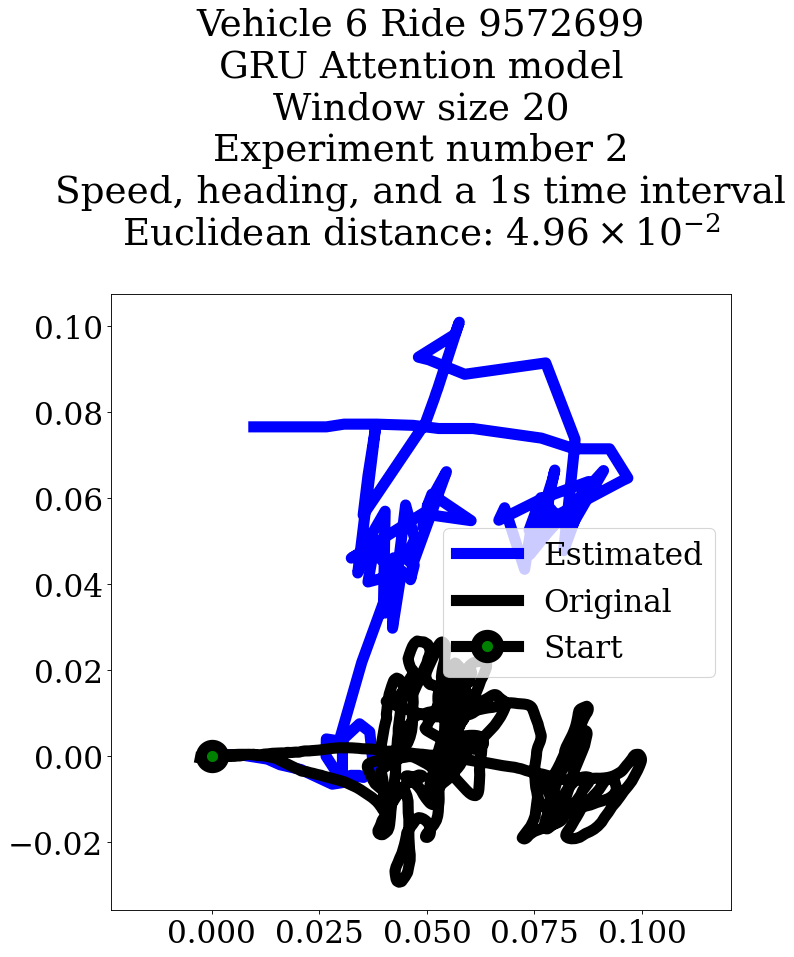 Vehicle 6 Ride 9572699
GRU Attention model
Window size 20
Experiment number 2
Speed, heading, and a 1s time interval
Euclidean distance: 4.96 × 10⁻²
0.10
0.08
0.06
0.04
0.02
0.00
−0.02
Estimated
Original
Start
0.000 0.025 0.050 0.075 0.100